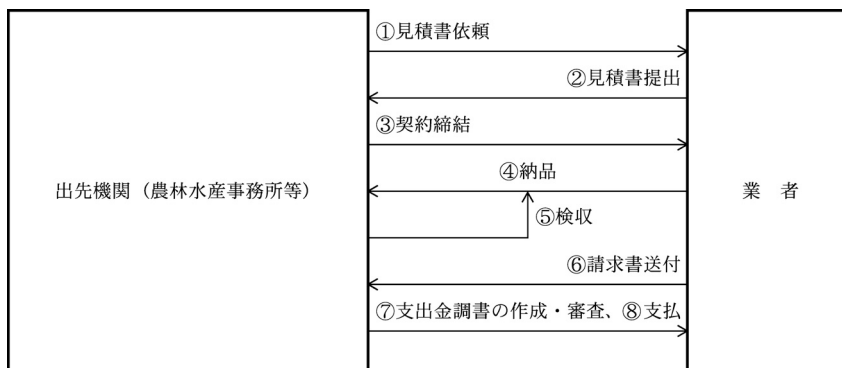 ①見積書依頼
②見積書提出
③契約締結
④納品
出先機関（農林水産事務所等）
業　者
⑤検収
⑥請求書送付
⑦支出金調書の作成・審査、⑧支払